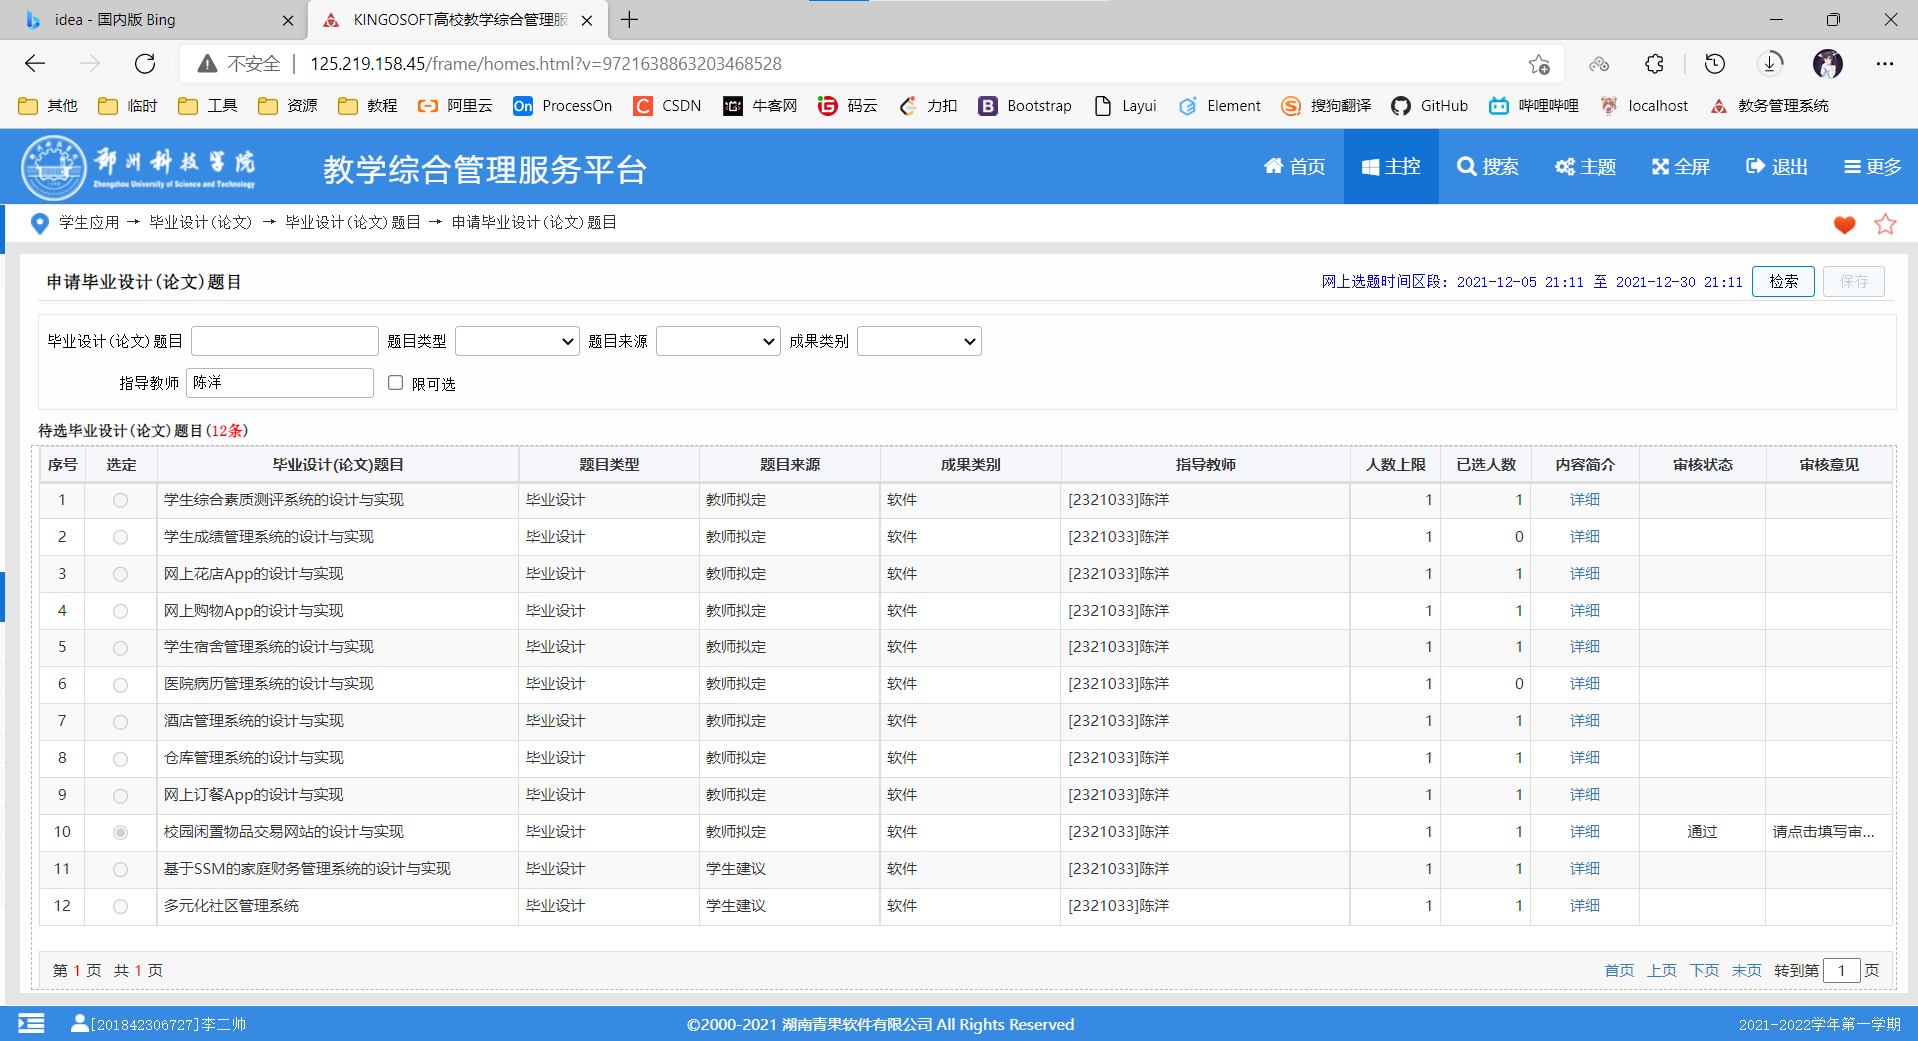 idea - 国内版 Bing
KINGOSOFT高校教学综合管理服
不安全 125.219.158.45/frame/homes.html?v=9721638863203468528
其他 临时 工具 资源 教程 阿里云 On ProcessOn CSDN 牛客网 码云 力扣 B Bootstrap Layui Element 搜狗翻译 GitHub 哔哩哔哩 localhost 教务管理系统
郑州科技学院 教学综合管理服务平台 首页 主控 搜索 主题 全屏 退出 更多
Zhengzhou University of Science and Technology
学生应用 → 毕业设计(论文) → 毕业设计(论文)题目 → 申请毕业设计(论文)题目
申请毕业设计(论文)题目 网上选题时间区段: 2021-12-05 21:11 至 2021-12-30 21:11 检索 保存
毕业设计(论文)题目 题目类型 题目来源 成果类别
指导教师 陈洋 限可选
待选毕业设计(论文)题目(12条)
序号 选定 毕业设计(论文)题目 题目类型 题目来源 成果类别 指导教师 人数上限 已选人数 内容简介 审核状态 审核意见
1 学生综合素质测评系统的设计与实现 毕业设计 教师拟定 软件 [2321033]陈洋 1 1 详细
2 学生成绩管理系统的设计与实现 毕业设计 教师拟定 软件 [2321033]陈洋 1 0 详细
3 网上花店App的设计与实现 毕业设计 教师拟定 软件 [2321033]陈洋 1 1 详细
4 网上购物App的设计与实现 毕业设计 教师拟定 软件 [2321033]陈洋 1 1 详细
5 学生宿舍管理系统的设计与实现 毕业设计 教师拟定 软件 [2321033]陈洋 1 1 详细
6 医院病历管理系统的设计与实现 毕业设计 教师拟定 软件 [2321033]陈洋 1 0 详细
7 酒店管理系统的设计与实现 毕业设计 教师拟定 软件 [2321033]陈洋 1 1 详细
8 仓库管理系统的设计与实现 毕业设计 教师拟定 软件 [2321033]陈洋 1 1 详细
9 网上订餐App的设计与实现 毕业设计 教师拟定 软件 [2321033]陈洋 1 1 详细
10 校园闲置物品交易网站的设计与实现 毕业设计 教师拟定 软件 [2321033]陈洋 1 1 详细 通过 请点击填写审...
11 基于SSM的家庭财务管理系统的设计与实现 毕业设计 学生建议 软件 [2321033]陈洋 1 1 详细
12 多元化社区管理系统 毕业设计 学生建议 软件 [2321033]陈洋 1 1 详细
第 1 页 共 1 页 首页 上页 下页 末页 转到第 1 页
[201842306727]李二帅 ©2000-2021 湖南青果软件有限公司 All Rights Reserved 2021-2022学年第一学期